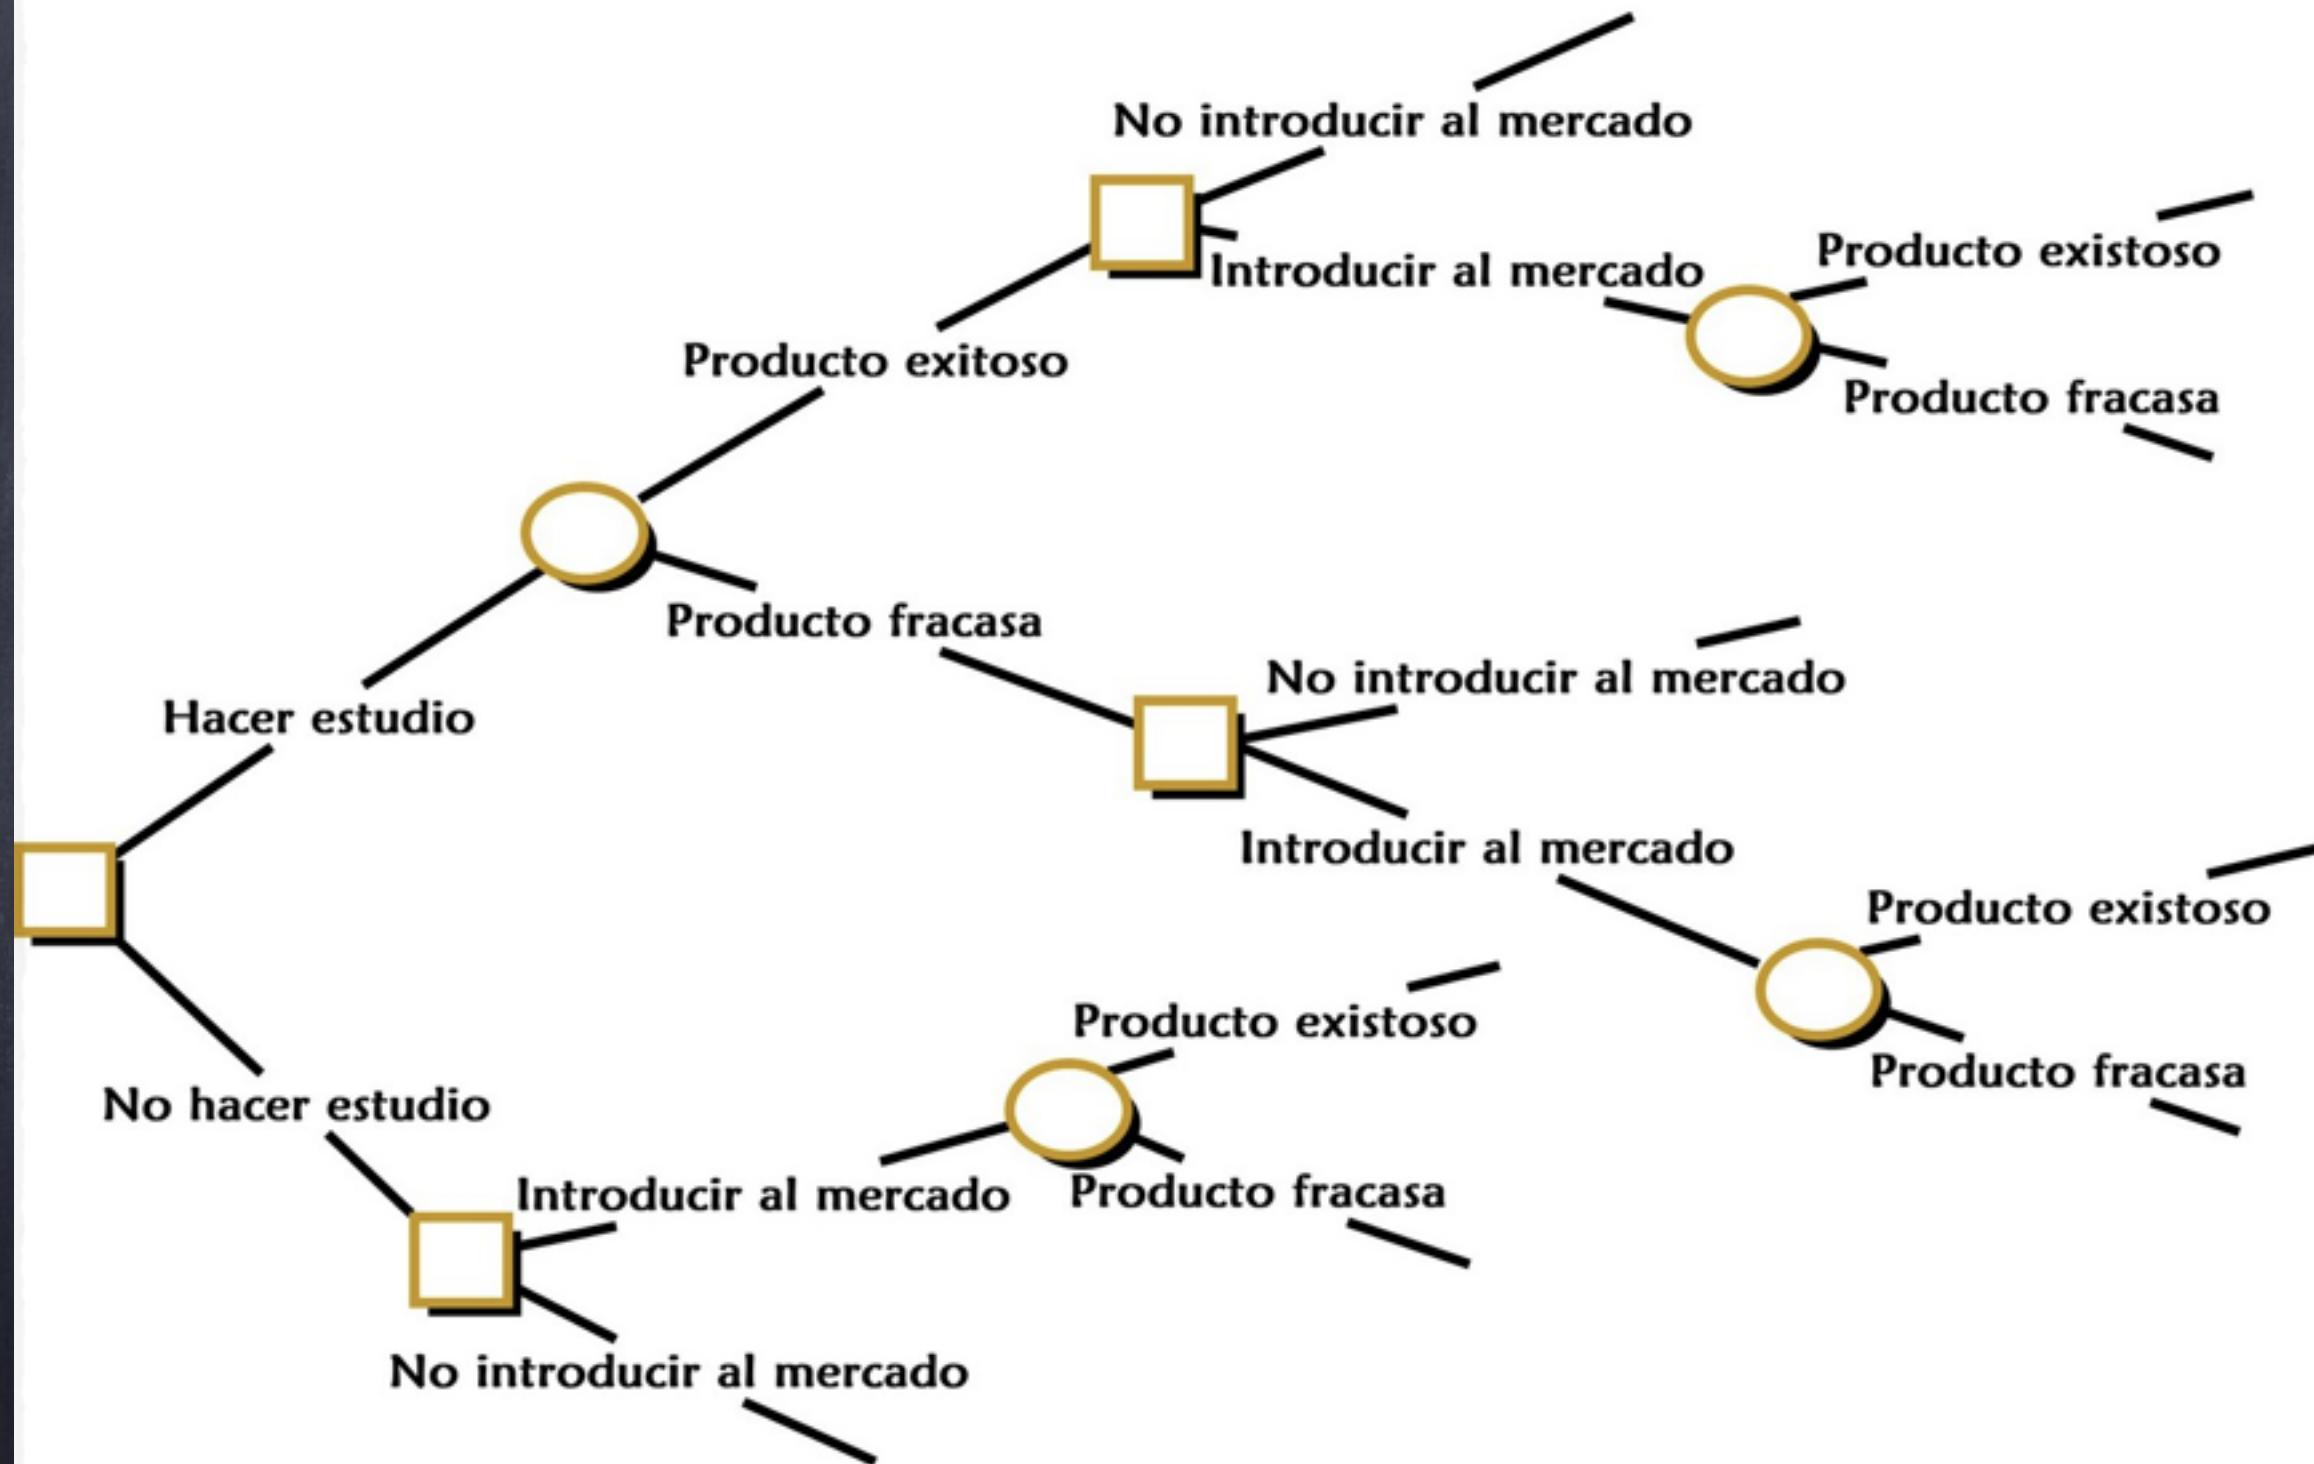 No introducir al mercado
Producto existoso
Introducir al mercado
Producto exitoso
Producto fracasa
Producto fracasa
No introducir al mercado
Hacer estudio
Introducir al mercado
Producto existoso
Producto existoso
Producto fracasa
No hacer estudio
Introducir al mercado
Producto fracasa
No introducir al mercado